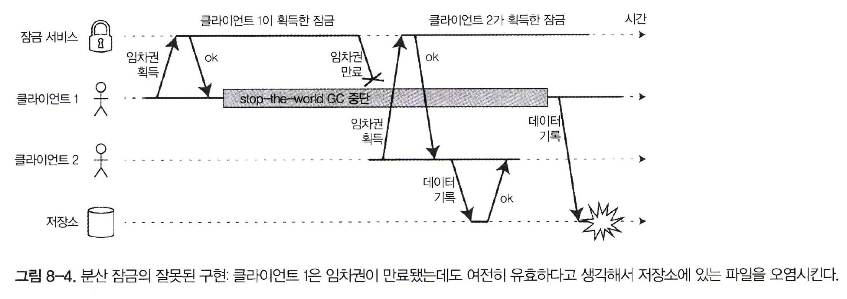 클라이언트 1이 획득한 잠금
클라이언트 2가 획득한 잠금
시간
잠금 서비스
임차권
획득
ok
임차권
만료
ok
클라이언트 1
stop-the-world GC 중단
임차권
획득
데이터
기록
클라이언트 2
데이터
기록
ok
저장소
그림 8-4. 분산 잠금의 잘못된 구현: 클라이언트 1은 임차권이 만료됐는데도 여전히 유효하다고 생각해서 저장소에 있는 파일을 오염시킨다.